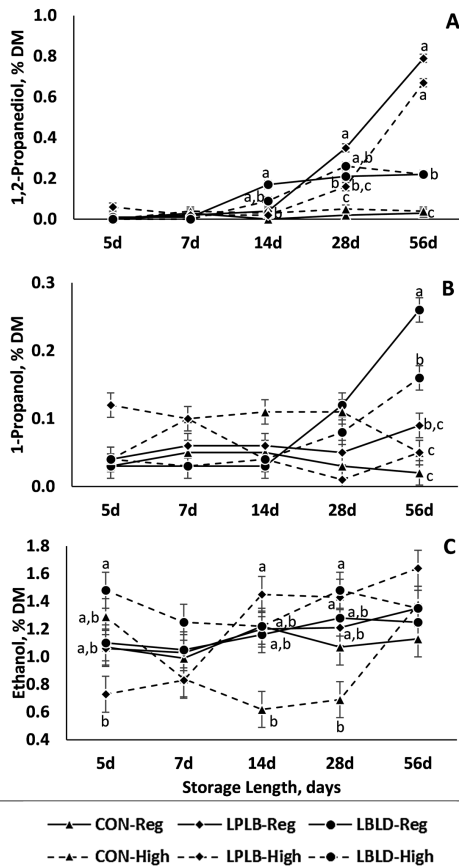 A
1,2-Propanediol, % DM
1.0
0.8
0.6
0.4
0.2
0.0
a
a
a
a
a,b
a,b
b
b
b,c
c
c
5d 7d 14d 28d 56d
B
1-Propanol, % DM
0.3
0.2
0.1
0.0
a
b
b,c
c
c
5d 7d 14d 28d 56d
C
Ethanol, % DM
1.8
1.6
1.4
1.2
1.0
0.8
0.6
0.4
a
a
a
a,b
a
a,b
a,b
a,b
a,b
a,b
b
b
b
5d 7d 14d 28d 56d
Storage Length, days
CON-Reg LPLB-Reg LBLD-Reg
CON-High LPLB-High LBLD-High